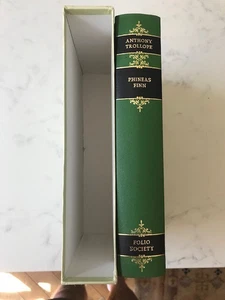 ANTHONY
TROLLOPE
PHINEAS
FINN
FOLIO
SOCIETY